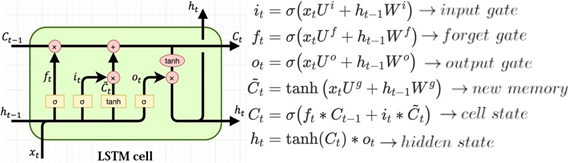 h_t
C_{t-1}
×
+
C_t
tanh
f_t
i_t
×
o_t
×
C̃_t
σ
σ
tanh
σ
h_{t-1}
h_t
x_t
LSTM cell
i_t = σ(x_t U^i + h_{t-1} W^i) → input gate
f_t = σ(x_t U^f + h_{t-1} W^f) → forget gate
o_t = σ(x_t U^o + h_{t-1} W^o) → output gate
C̃_t = tanh (x_t U^g + h_{t-1} W^g) → new memory
C_t = σ(f_t * C_{t-1} + i_t * C̃_t) → cell state
h_t = tanh(C_t) * o_t → hidden state